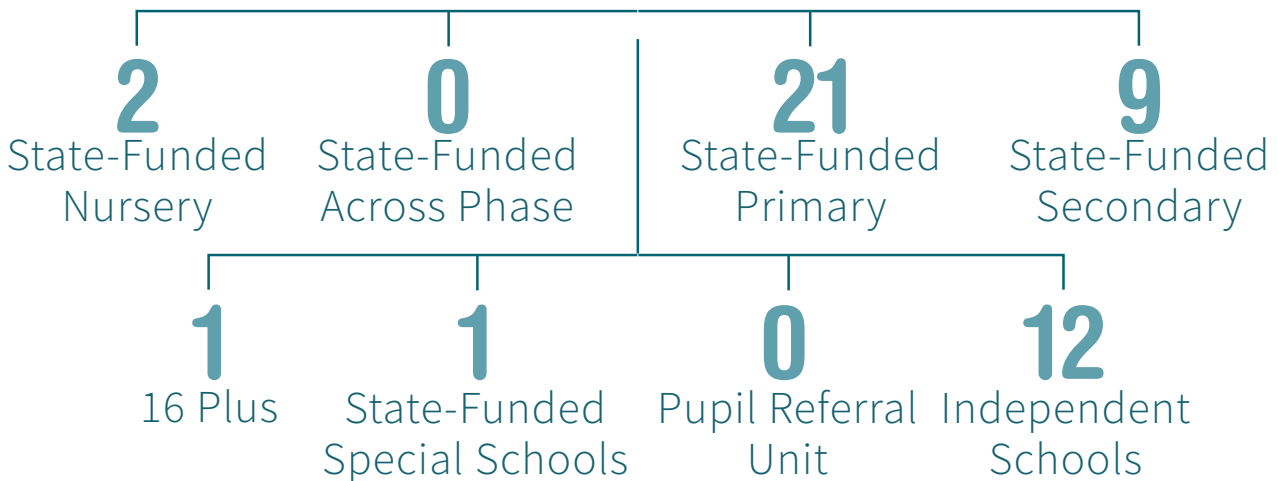 2
State-Funded
Nursery
0
State-Funded
Across Phase
21
State-Funded
Primary
9
State-Funded
Secondary
1
16 Plus
1
State-Funded
Special Schools
0
Pupil Referral
Unit
12
Independent
Schools